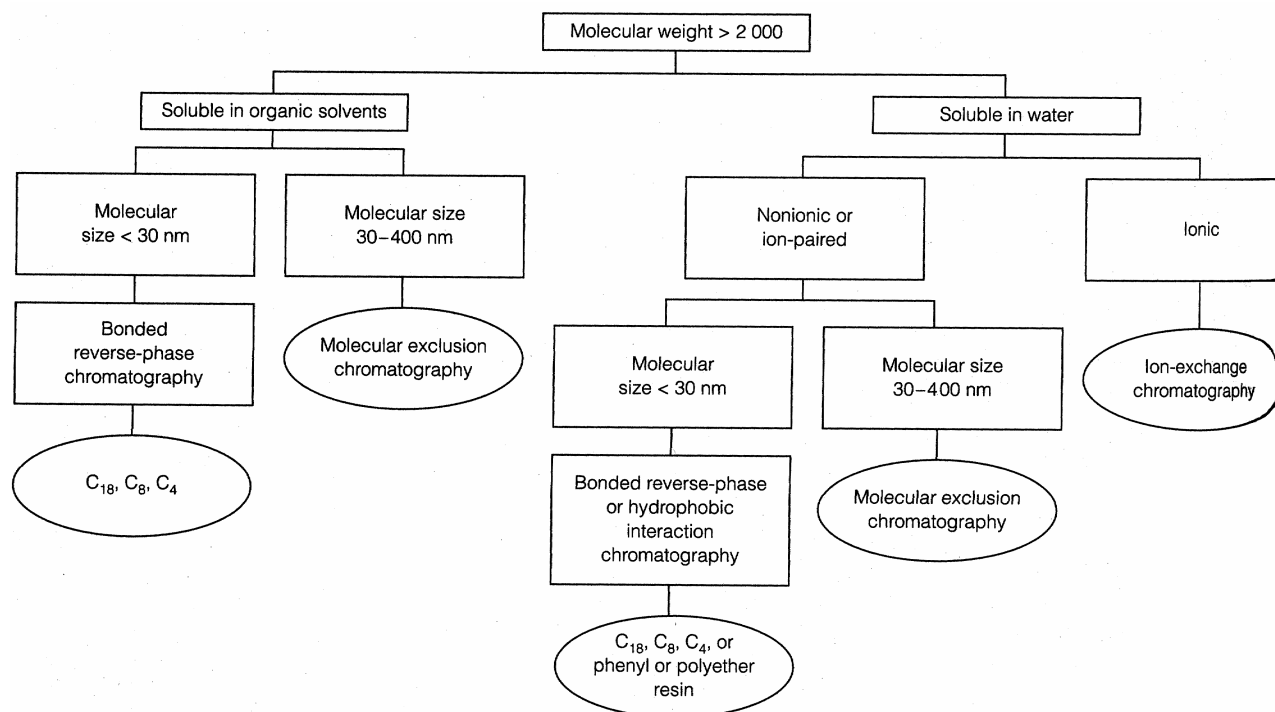 Molecular weight > 2 000
Soluble in organic solvents
Soluble in water
Molecular
size < 30 nm
Molecular size
30–400 nm
Nonionic or
ion-paired
Ionic
Bonded
reverse-phase
chromatography
Molecular exclusion
chromatography
Molecular
size < 30 nm
Molecular size
30–400 nm
Ion-exchange
chromatography
C₁₈, C₈, C₄
Bonded reverse-phase
or hydrophobic
interaction
chromatography
Molecular exclusion
chromatography
C₁₈, C₈, C₄, or
phenyl or polyether
resin